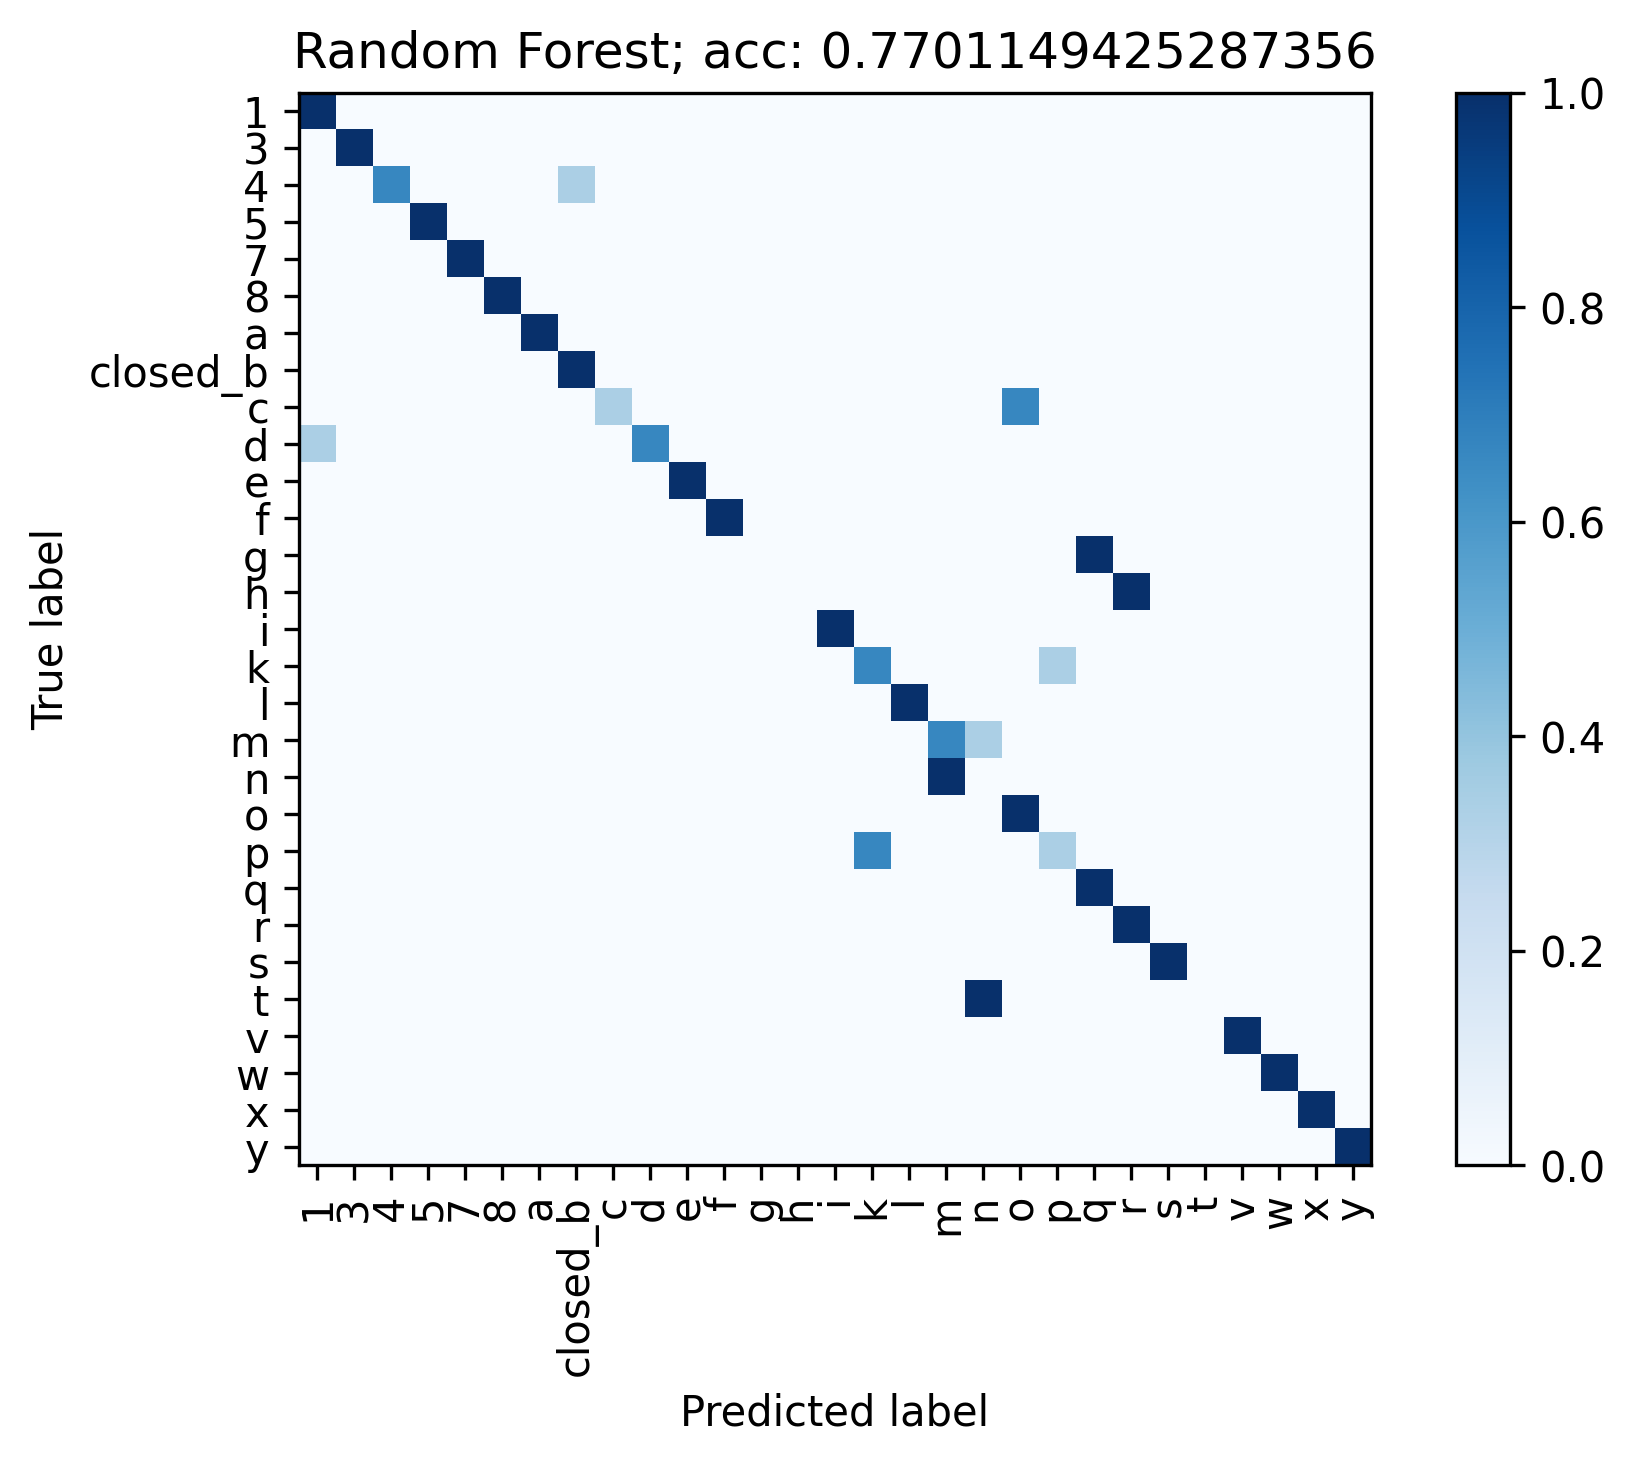 Random Forest; acc: 0.7701149425287356
True label
1
3
4
5
7
8
a
closed_b
c
d
e
f
g
h
i
k
l
m
n
o
p
q
r
s
t
v
w
x
y
1 3 4 5 7 8 a closed_b c d e f g h i k l m n o p q r s t v w x y
Predicted label
1.0
0.8
0.6
0.4
0.2
0.0